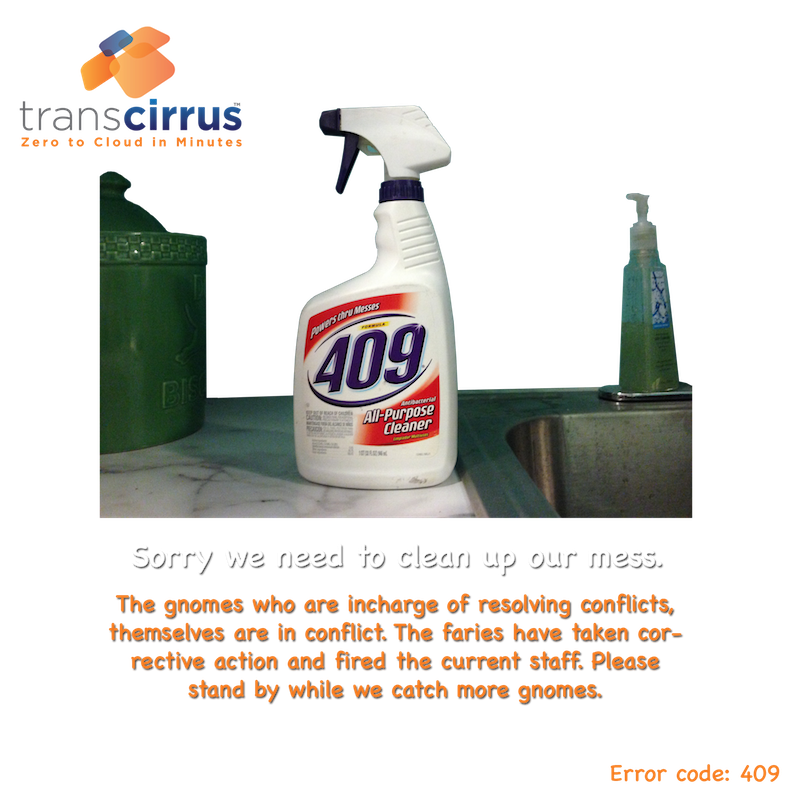 transcirrus™
Zero to Cloud in Minutes
Powers thru Messes
FORMULA
409
Antibacterial
All-Purpose
Cleaner
BIS
Sorry we need to clean up our mess.
The gnomes who are incharge of resolving conflicts,
themselves are in conflict. The faries have taken cor-
rective action and fired the current staff. Please
stand by while we catch more gnomes.
Error code: 409